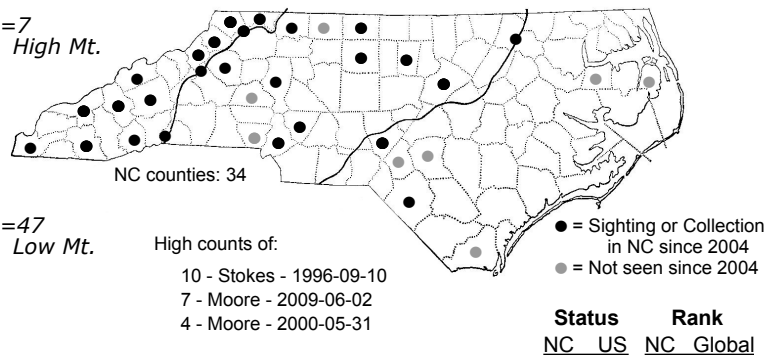 =7
High Mt.
NC counties: 34
=47
Low Mt.
High counts of:
10 - Stokes - 1996-09-10
7 - Moore - 2009-06-02
4 - Moore - 2000-05-31
= Sighting or Collection
in NC since 2004
= Not seen since 2004
Status Rank
NC US NC Global